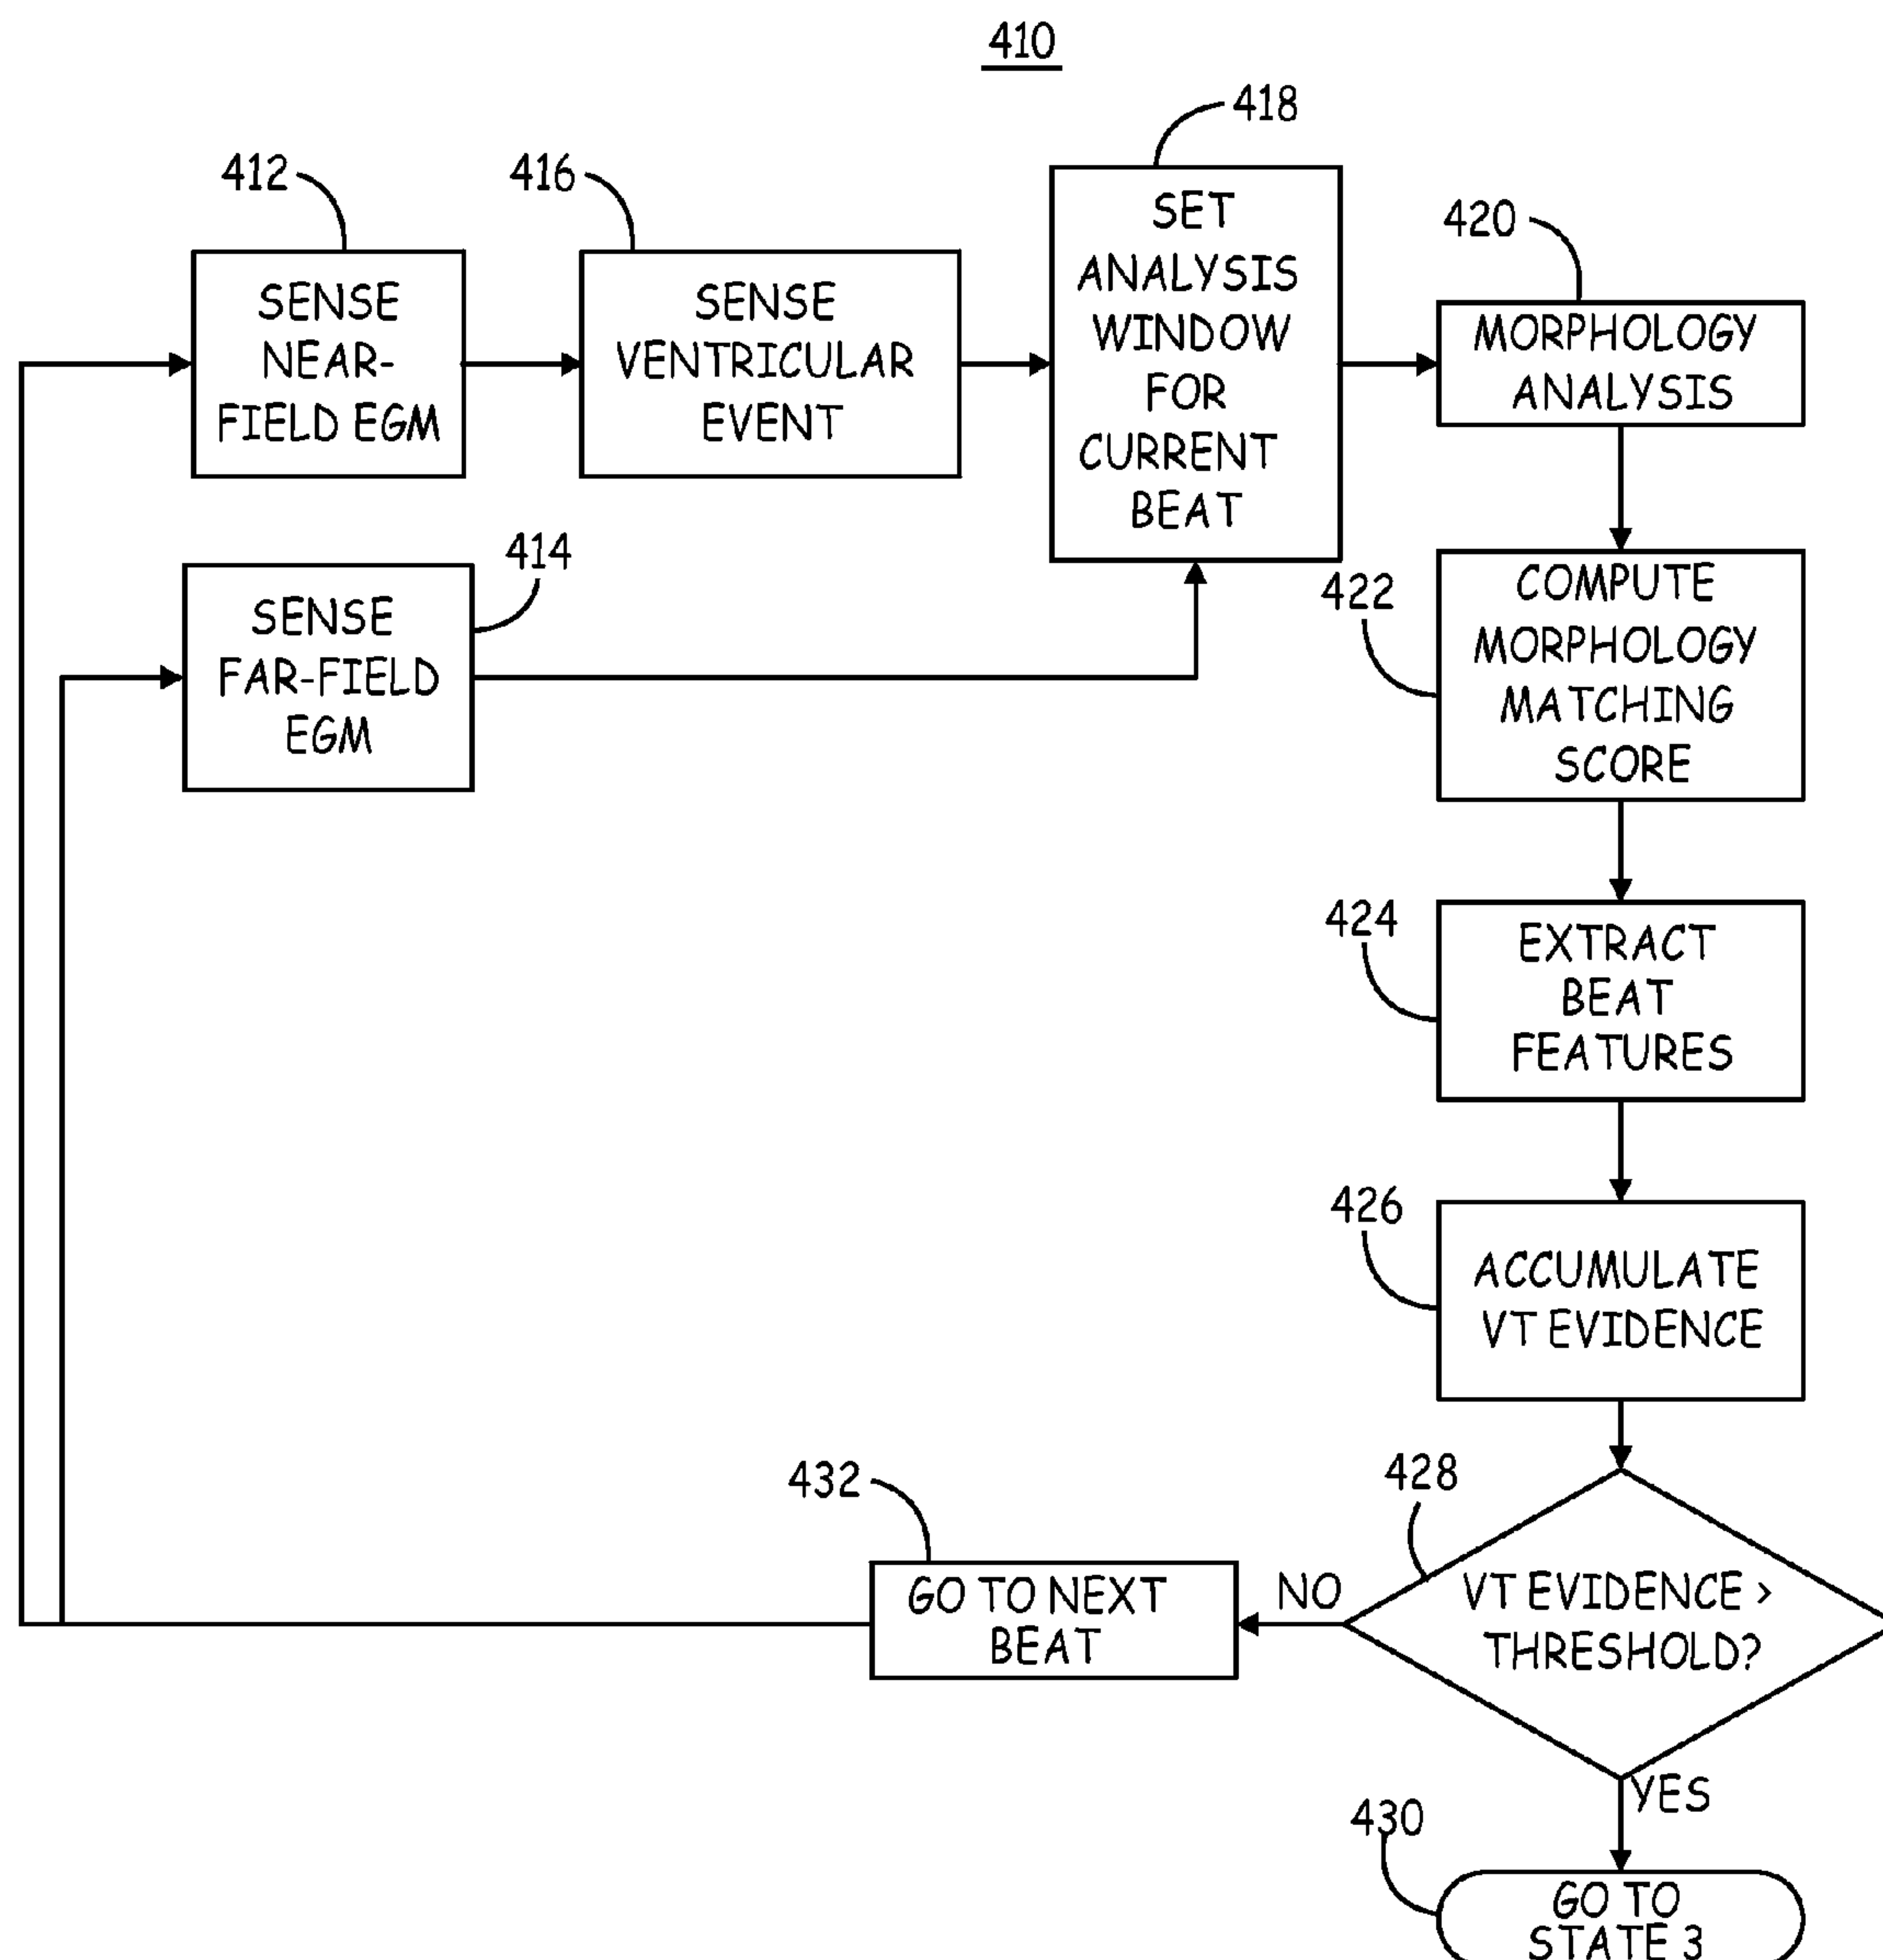 410
412
SENSE
NEAR-
FIELD EGM
416
SENSE
VENTRICULAR
EVENT
418
SET
ANALYSIS
WINDOW
FOR
CURRENT
BEAT
420
MORPHOLOGY
ANALYSIS
414
SENSE
FAR-FIELD
EGM
422
COMPUTE
MORPHOLOGY
MATCHING
SCORE
424
EXTRACT
BEAT
FEATURES
426
ACCUMULATE
VT EVIDENCE
428
VT EVIDENCE >
THRESHOLD?
NO
432
GO TO NEXT
BEAT
YES
430
GO TO
STATE 3